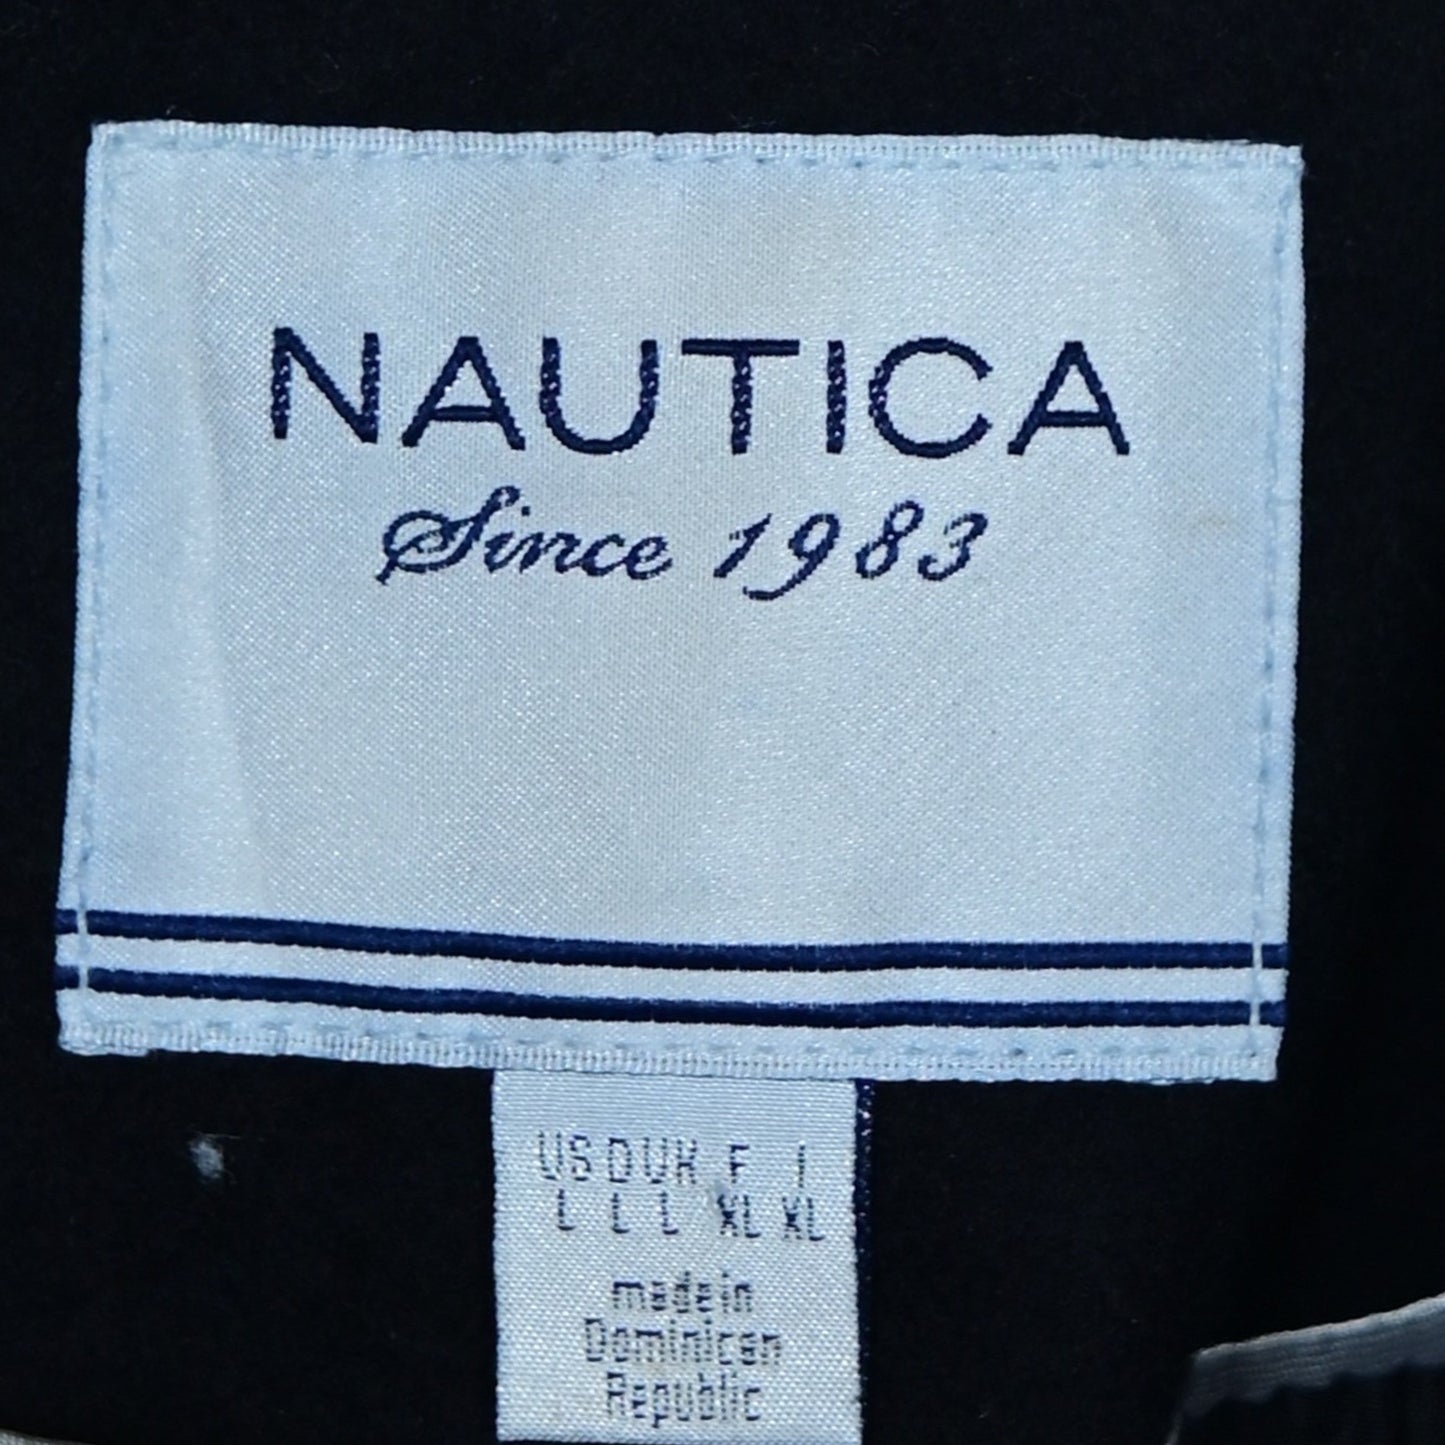 NAUTICA
Since 1983
US D UK F I
L L L XL XL
made in
Dominican
Republic